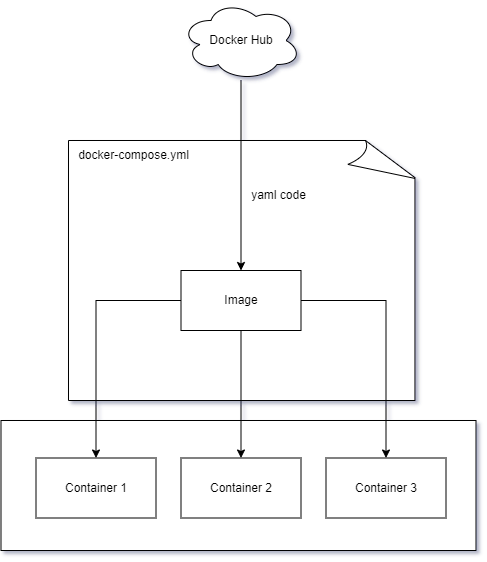 Docker Hub
docker-compose.yml
yaml code
Image
Container 1
Container 2
Container 3